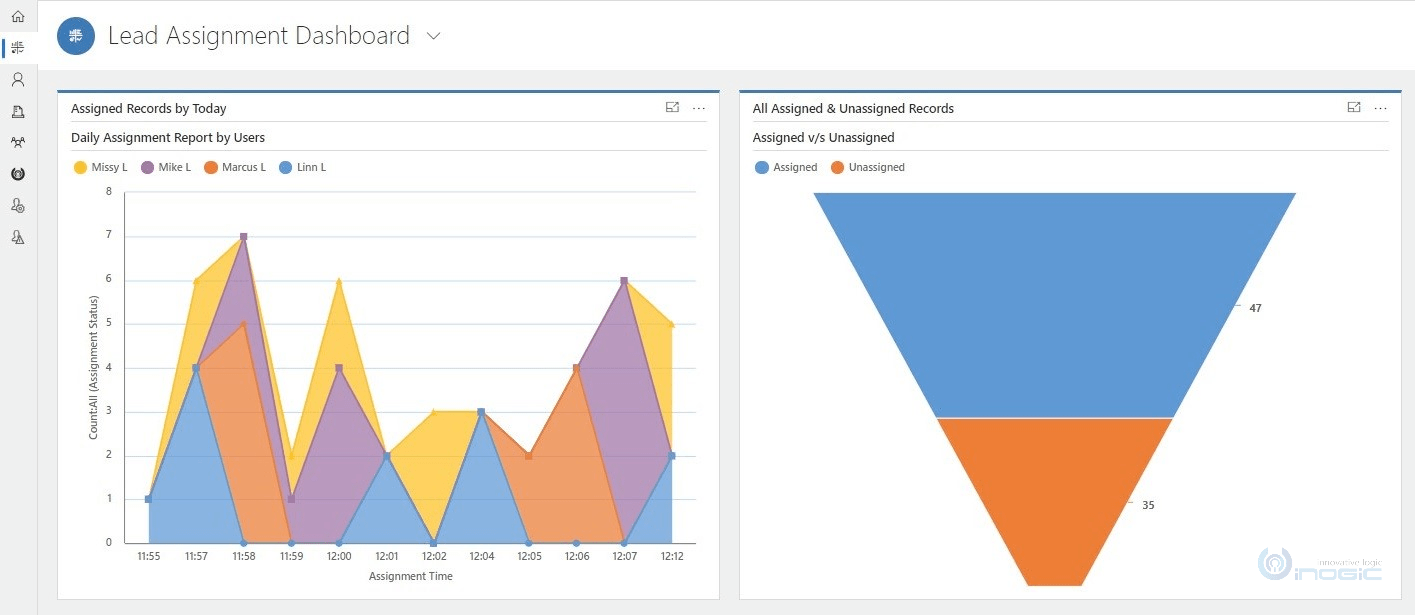 Lead Assignment Dashboard
Assigned Records by Today
Daily Assignment Report by Users
Missy L Mike L Marcus L Linn L
8
7
6
5
4
3
2
1
0
Count:All (Assignment Status)
11:55 11:57 11:58 11:59 12:00 12:01 12:02 12:04 12:05 12:06 12:07 12:12
Assignment Time
All Assigned & Unassigned Records
Assigned v/s Unassigned
Assigned Unassigned
47
35
innovative logic
inogic